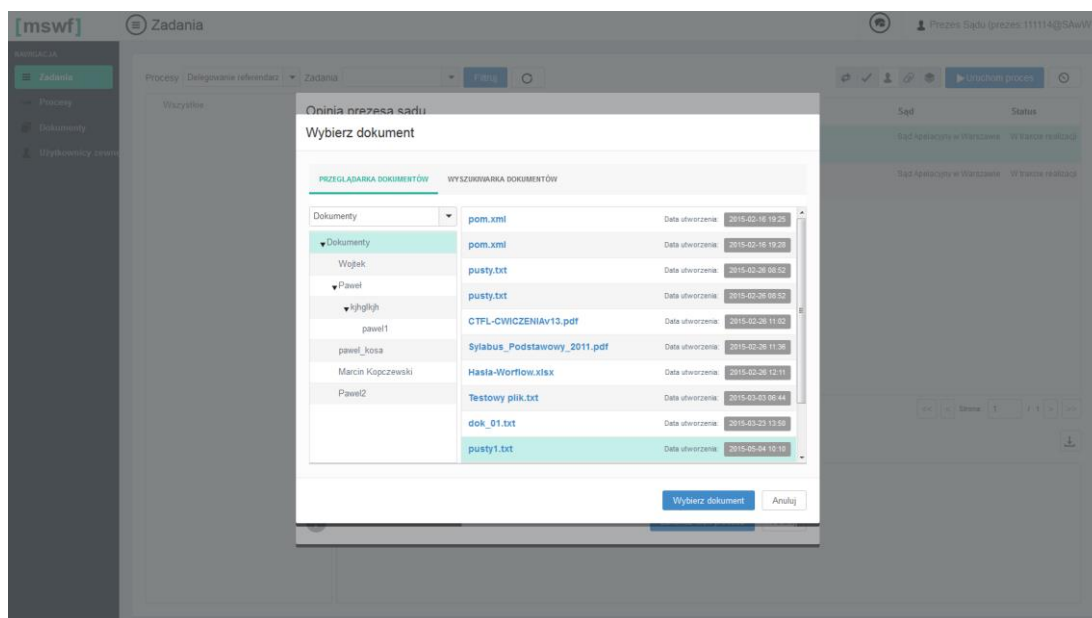 [mswf]
Zadania
Prezes Sądu (prezes 111114@SAwW
NAWIGACJA
Zadania
Procesy
Dokumenty
Użytkownicy
Procesy Delegowanie referendarz Zadania Filtruj
Uruchom proces
Wszystkie
Sąd Status
Sąd Apelacyjny w Warszawie W trakcie realizacji
Sąd Apelacyjny w Warszawie W trakcie realizacji
Opinia prezesa sądu
Wybierz dokument
PRZEGLĄDARKA DOKUMENTÓW WYSZUKIWARKA DOKUMENTÓW
Dokumenty
Dokumenty
Wojtek
Paweł
kjhglkjh
pawel1
pawel_kosa
Marcin Kopczewski
Pawel2
pom.xml Data utworzenia: 2015-02-16 19:25
pom.xml Data utworzenia: 2015-02-16 19:28
pusty.txt Data utworzenia: 2015-02-26 08:52
pusty.txt Data utworzenia: 2015-02-26 08:52
CTFL-CWICZENIAv13.pdf Data utworzenia: 2015-02-26 11:02
Sylabus_Podstawowy_2011.pdf Data utworzenia: 2015-02-26 11:36
Hasla-Worflow.xlsx Data utworzenia: 2015-02-26 12:11
Testowy plik.txt Data utworzenia: 2015-03-03 06:44
dok_01.txt Data utworzenia: 2015-03-23 13:50
pusty1.txt Data utworzenia: 2015-05-04 10:10
<< < Strona 1 / 1 > >>
Wybierz dokument Anuluj